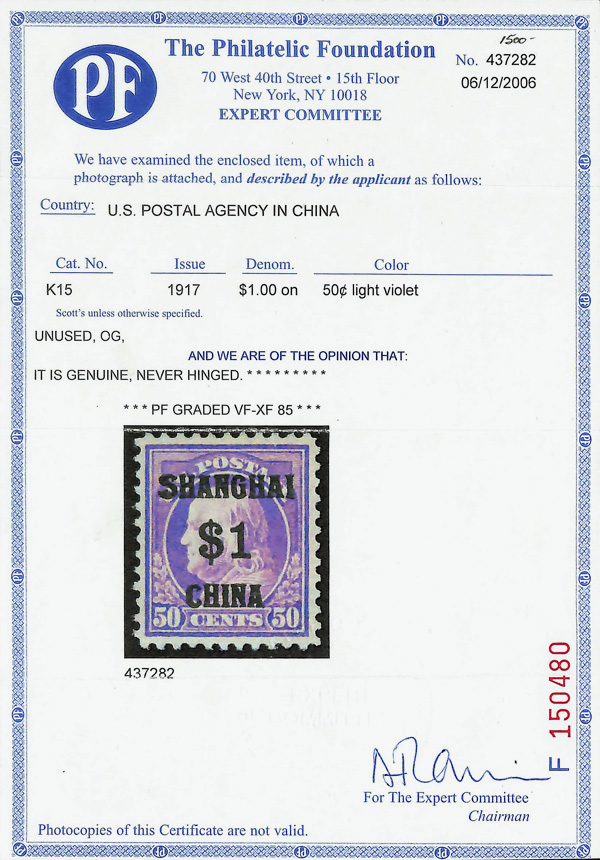 PF
The Philatelic Foundation
70 West 40th Street • 15th Floor
New York, NY 10018
EXPERT COMMITTEE
1500-
No. 437282
06/12/2006
We have examined the enclosed item, of which a
photograph is attached, and described by the applicant as follows:
Country: U.S. POSTAL AGENCY IN CHINA
Cat. No. Issue Denom. Color
K15 1917 $1.00 on 50¢ light violet
Scott's unless otherwise specified.
UNUSED, OG,
AND WE ARE OF THE OPINION THAT:
IT IS GENUINE, NEVER HINGED. * * * * * * * * *
* * * PF GRADED VF-XF 85 * * *
POSTA
SHANGHAI
$1
CHINA
50 CENTS 50
437282
F 150480
For The Expert Committee
Chairman
Photocopies of this Certificate are not valid.